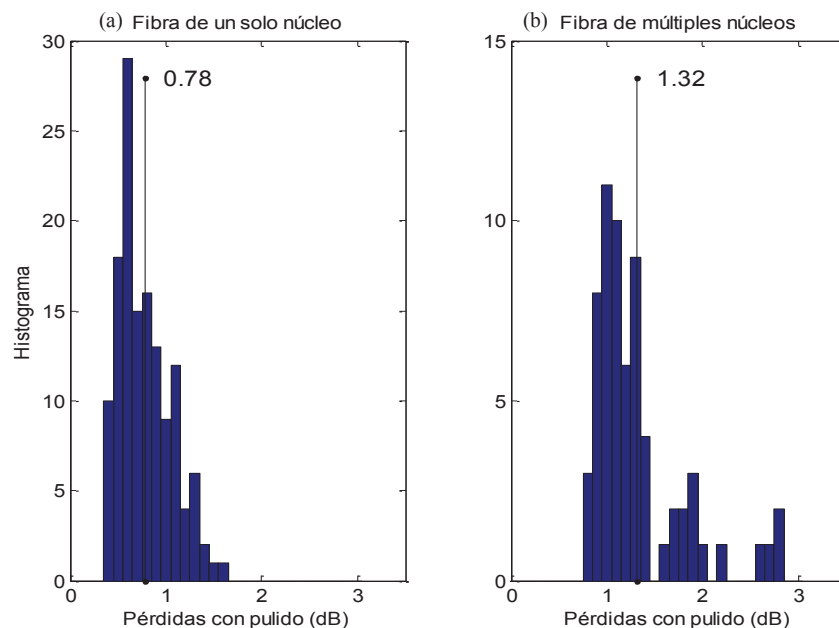 (a) Fibra de un solo núcleo
30
25
20
15
10
5
0
Histograma
0.78
0 1 2 3
Pérdidas con pulido (dB)
(b) Fibra de múltiples núcleos
15
10
5
0
1.32
0 1 2 3
Pérdidas con pulido (dB)